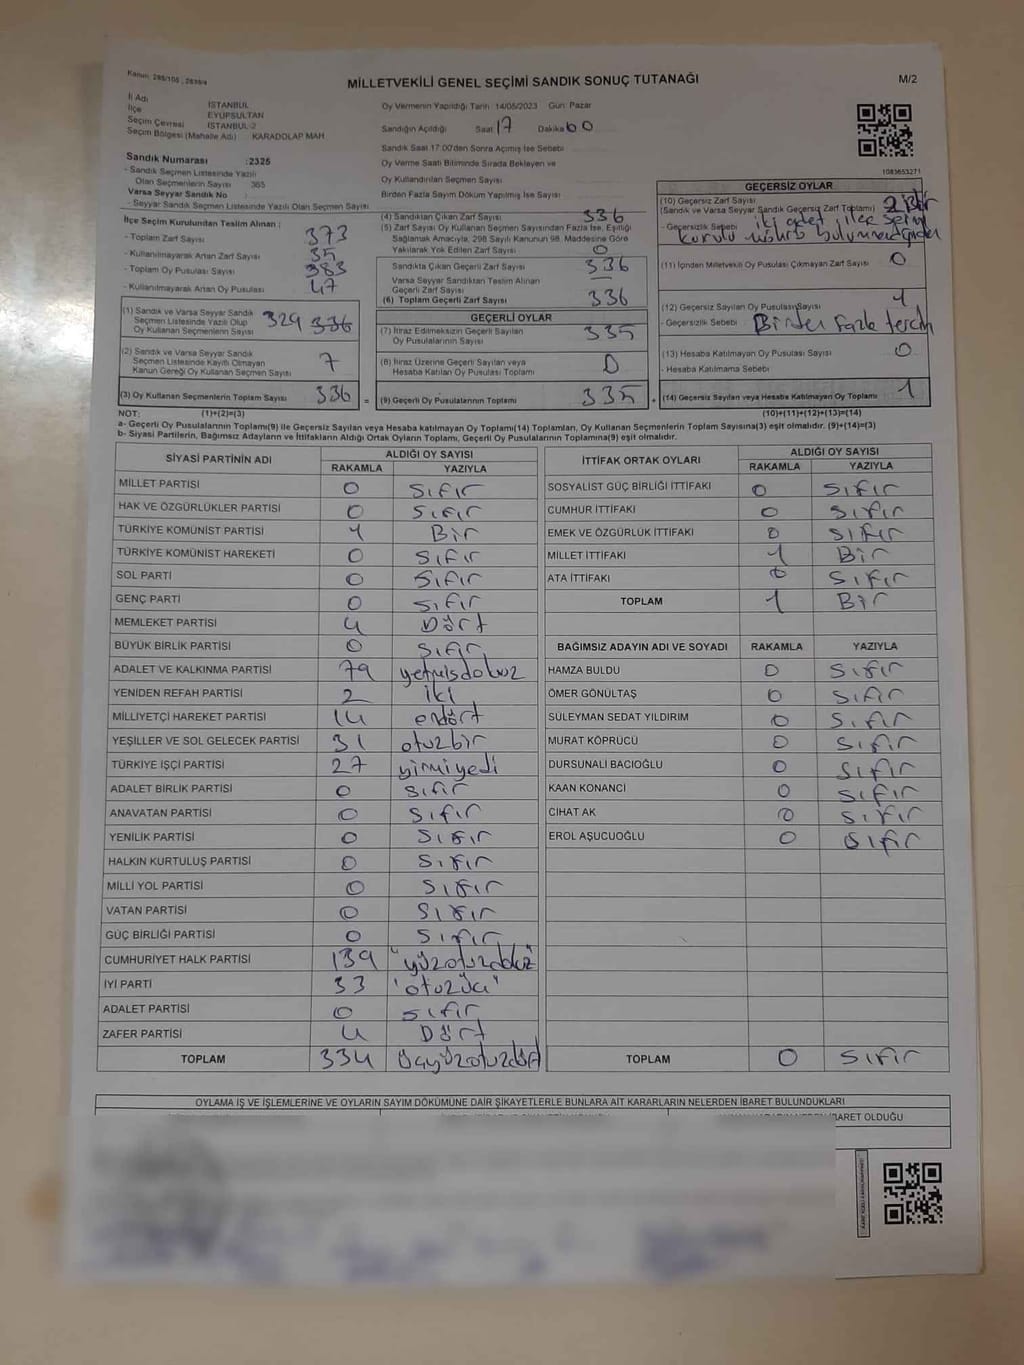 Kanun: 298/105 , 2839/4
MİLLETVEKİLİ GENEL SEÇİMİ SANDIK SONUÇ TUTANAĞI
M/2
İl Adı İSTANBUL
İlçe EYÜPSULTAN
Seçim Çevresi İSTANBUL-2
Seçim Bölgesi (Mahalle Adı) : KARADOLAP MAH
Oy Vermenin Yapıldığı Tarih 14/05/2023 Gün: Pazar
Sandığın Açıldığı Saat 17 Dakika 00
Sandık Saat 17:00'den Sonra Açılmış İse Sebebi
Oy Verme Saati Bitiminde Sırada Bekleyen ve
Oy Kullandırılan Seçmen Sayısı
Birden Fazla Sayım Döküm Yapılmış İse Sayısı
1083653271
Sandık Numarası :2325
- Sandık Seçmen Listesinde Yazılı
Olan Seçmenlerin Sayısı 365
Varsa Seyyar Sandık No :
- Seyyar Sandık Seçmen Listesinde Yazılı Olan Seçmen Sayısı
İlçe Seçim Kurulundan Teslim Alınan :
- Toplam Zarf Sayısı 373
- Kullanılmayarak Artan Zarf Sayısı 35
- Toplam Oy Pusulası Sayısı 383
- Kullanılmayarak Artan Oy Pusulası 47
(1) Sandık ve Varsa Seyyar Sandık
Seçmen Listesinde Yazılı Olup
Oy Kullanan Seçmenlerin Sayısı 329 336
(2) Sandık ve Varsa Seyyar Sandık
Seçmen Listesinde Kayıtlı Olmayan
Kanun Gereği Oy Kullanan Seçmen Sayısı 7
(3) Oy Kullanan Seçmenlerin Toplam Sayısı 336 =
(4) Sandıktan Çıkan Zarf Sayısı 336
(5) Zarf Sayısı Oy Kullanan Seçmen Sayısından Fazla İse, Eşitliği
Sağlamak Amacıyla, 298 Sayılı Kanunun 98. Maddesine Göre
Yakılarak Yok Edilen Zarf Sayısı 0
Sandıkta Çıkan Geçerli Zarf Sayısı 336
Varsa Seyyar Sandıktan Teslim Alınan
Geçerli Zarf Sayısı
(6) Toplam Geçerli Zarf Sayısı 336
GEÇERLİ OYLAR
(7) İtiraz Edilmeksizin Geçerli Sayılan
Oy Pusulalarının Sayısı 335
(8) İtiraz Üzerine Geçerli Sayılan veya
Hesaba Katılan Oy Pusulası Toplamı 0
(9) Geçerli Oy Pusulalarının Toplamı 335 +
GEÇERSİZ OYLAR
(10) Geçersiz Zarf Sayısı
(Sandık ve Varsa Seyyar Sandık Geçersiz Zarf Toplamı)
- Geçersizlik Sebebi iki adet ilçe seçim
kurulu mührü bulunmadığından
(11) İçinden Milletvekili Oy Pusulası Çıkmayan Zarf Sayısı 0
(12) Geçersiz Sayılan Oy Pusulası Sayısı 1
- Geçersizlik Sebebi Birden fazla tercih
(13) Hesaba Katılmayan Oy Pusulası Sayısı 0
- Hesaba Katılmama Sebebi
(14) Geçersiz Sayılan veya Hesaba Katılmayan Oy Toplamı 1
NOT: (1)+(2)=(3) (10)+(11)+(12)+(13)=(14)
a- Geçerli Oy Pusulalarının Toplamı(9) ile Geçersiz Sayılan veya Hesaba Katılmayan Oy Toplamı(14) Toplamları, Oy Kullanan Seçmenlerin Toplam Sayısına(3) eşit olmalıdır. (9)+(14)=(3)
b- Siyasi Partilerin, Bağımsız Adayların ve İttifakların Aldığı Ortak Oyların Toplamı, Geçerli Oy Pusulalarının Toplamına(9) eşit olmalıdır.
SİYASİ PARTİNİN ADI ALDIĞI OY SAYISI
RAKAMLA YAZIYLA
MİLLET PARTİSİ 0 sıfır
HAK VE ÖZGÜRLÜKLER PARTİSİ 0 sıfır
TÜRKİYE KOMÜNİST PARTİSİ 1 Bir
TÜRKİYE KOMÜNİST HAREKETİ 0 sıfır
SOL PARTİ 0 sıfır
GENÇ PARTİ 0 sıfır
MEMLEKET PARTİSİ 4 Dört
BÜYÜK BİRLİK PARTİSİ 0 sıfır
ADALET VE KALKINMA PARTİSİ 79 yetmişdokuz
YENİDEN REFAH PARTİSİ 2 iki
MİLLİYETÇİ HAREKET PARTİSİ 14 ondört
YEŞİLLER VE SOL GELECEK PARTİSİ 31 otuzbir
TÜRKİYE İŞÇİ PARTİSİ 27 yirmiyedi
ADALET BİRLİK PARTİSİ 0 sıfır
ANAVATAN PARTİSİ 0 sıfır
YENİLİK PARTİSİ 0 sıfır
HALKIN KURTULUŞ PARTİSİ 0 sıfır
MİLLİ YOL PARTİSİ 0 sıfır
VATAN PARTİSİ 0 sıfır
GÜÇ BİRLİĞİ PARTİSİ 0 sıfır
CUMHURİYET HALK PARTİSİ 139 "yüzotuzdokuz"
İYİ PARTİ 33 'otuzüç'
ADALET PARTİSİ 0 sıfır
ZAFER PARTİSİ 4 Dört
TOPLAM 334 üçyüzotuzdört
İTTİFAK ORTAK OYLARI ALDIĞI OY SAYISI
RAKAMLA YAZIYLA
SOSYALİST GÜÇ BİRLİĞİ İTTİFAKI 0 sıfır
CUMHUR İTTİFAKI 0 sıfır
EMEK VE ÖZGÜRLÜK İTTİFAKI 0 sıfır
MİLLET İTTİFAKI 1 Bir
ATA İTTİFAKI 0 sıfır
TOPLAM 1 Bir
BAĞIMSIZ ADAYIN ADI VE SOYADI RAKAMLA YAZIYLA
HAMZA BULDU 0 sıfır
ÖMER GÖNÜLTAŞ 0 sıfır
SÜLEYMAN SEDAT YILDIRIM 0 sıfır
MURAT KÖPRÜCÜ 0 sıfır
DURSUNALİ BACIOĞLU 0 sıfır
KAAN KONANCİ 0 sıfır
CİHAT AK 0 sıfır
EROL AŞUCUOĞLU 0 sıfır
TOPLAM 0 sıfır
OYLAMA İŞ VE İŞLEMLERİNE VE OYLARIN SAYIM DÖKÜMÜNE DAİR ŞİKAYETLERLE BUNLARA AİT KARARLARIN NELERDEN İBARET BULUNDUKLARI
İBARET OLDUĞU